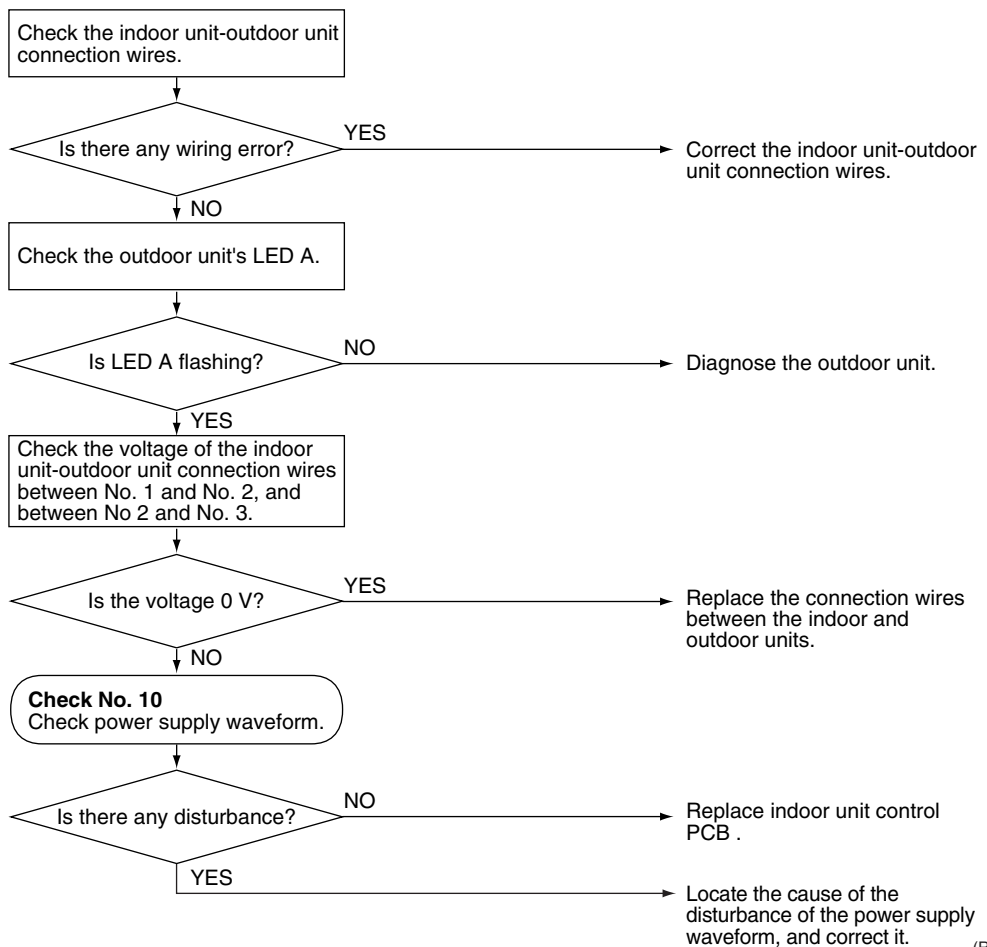 Check the indoor unit-outdoor unit
connection wires.
Is there any wiring error?
YES
Correct the indoor unit-outdoor
unit connection wires.
NO
Check the outdoor unit's LED A.
Is LED A flashing?
NO
Diagnose the outdoor unit.
YES
Check the voltage of the indoor
unit-outdoor unit connection wires
between No. 1 and No. 2, and
between No 2 and No. 3.
Is the voltage 0 V?
YES
Replace the connection wires
between the indoor and
outdoor units.
NO
Check No. 10
Check power supply waveform.
Is there any disturbance?
NO
Replace indoor unit control
PCB .
YES
Locate the cause of the
disturbance of the power supply
waveform, and correct it.